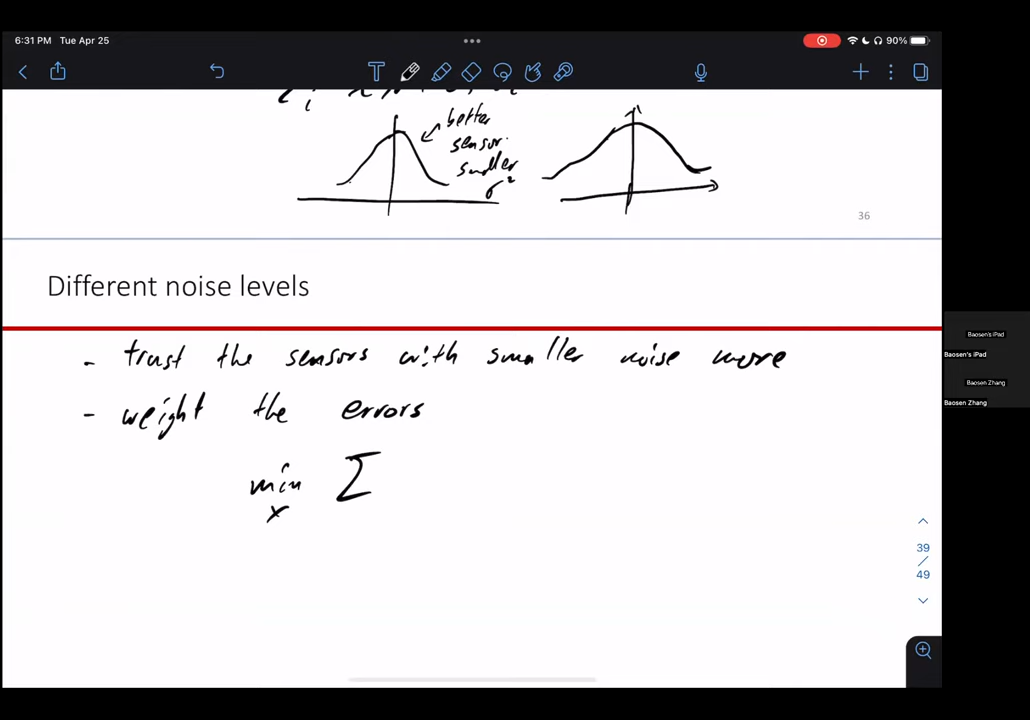 6:31 PM Tue Apr 25
90%
better
sensor.
smaller
σ²
36
Different noise levels
- trust the sensors with smaller noise more
- weight the errors
min Σ
x
39
/
49
Baosen's iPad
Baosen's iPad
Baosen Zhang
Baosen Zhang